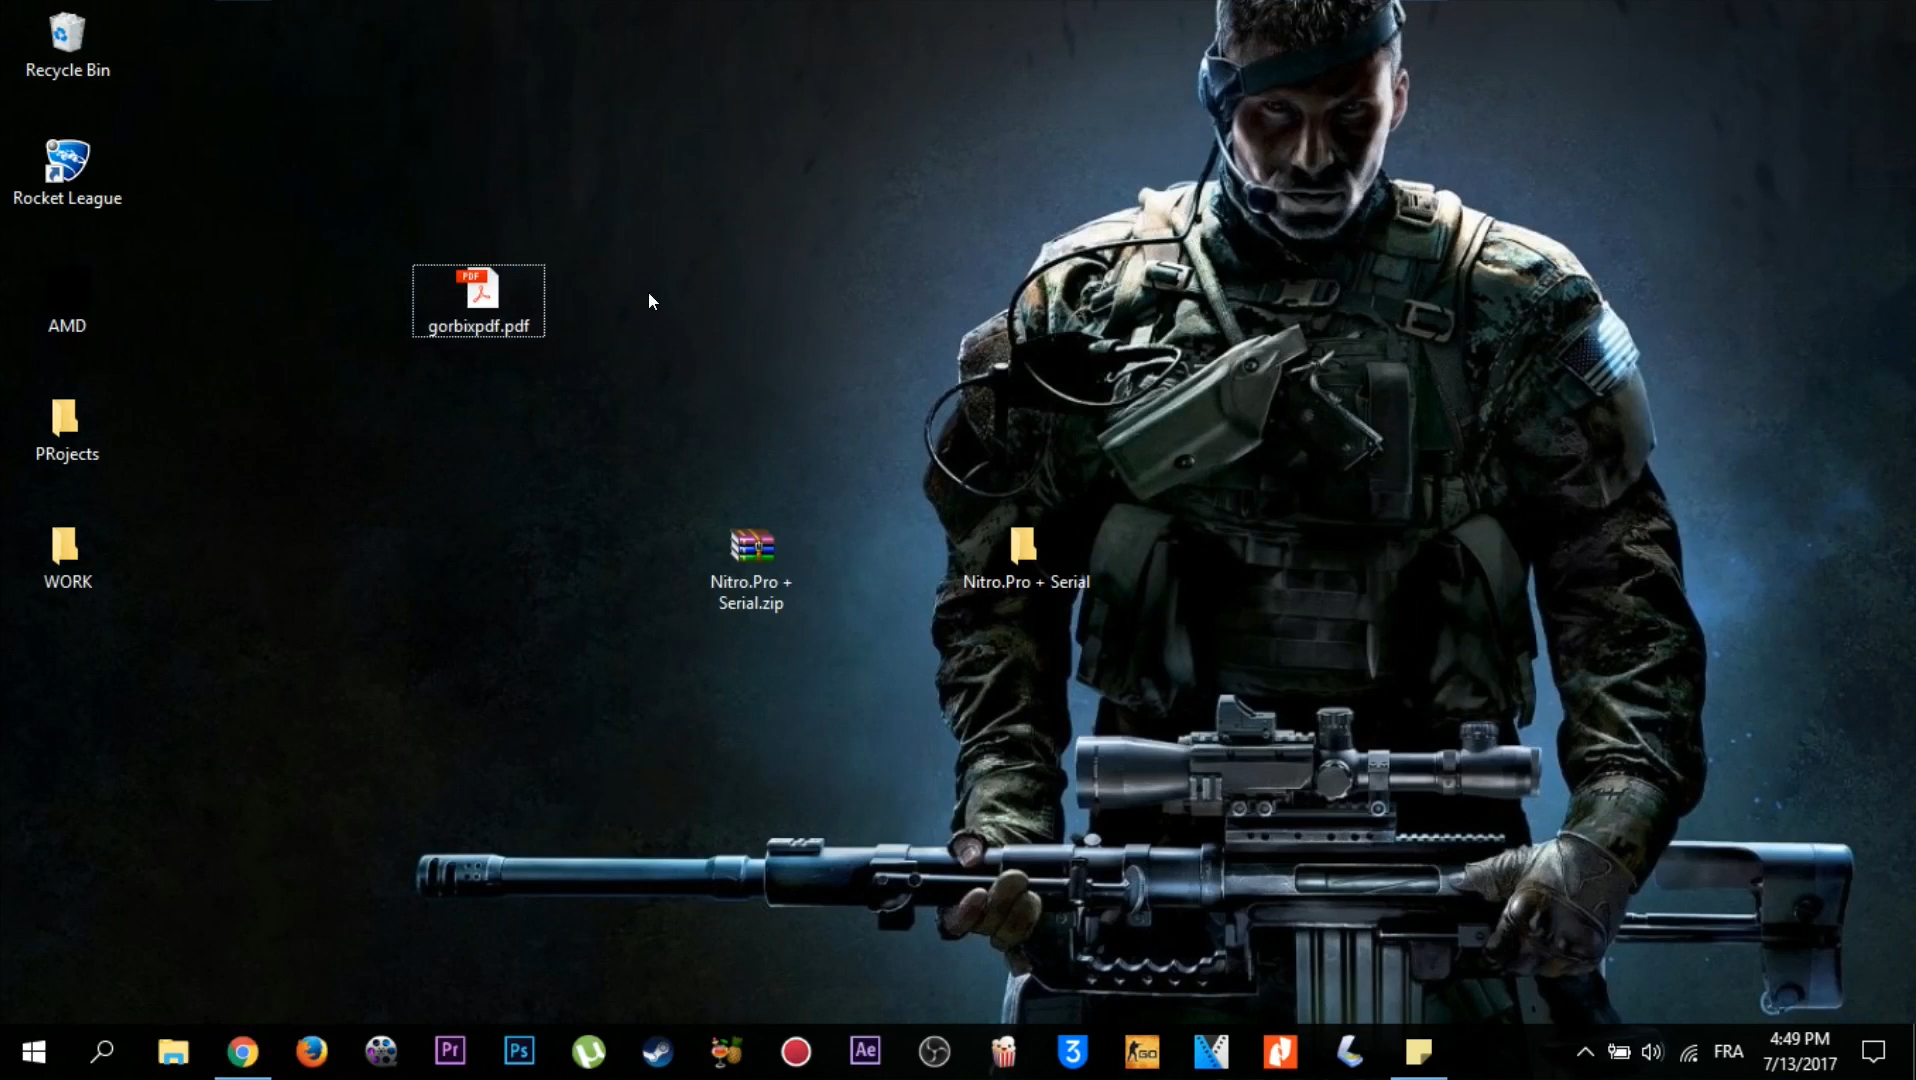 Recycle Bin
Rocket League
PDF
gorbixpdf.pdf
AMD
PRojects
WORK
Nitro.Pro +
Serial.zip
Nitro.Pro + Serial
Pr
Ps
Ae
3
GO
FRA
4:49 PM
7/13/2017